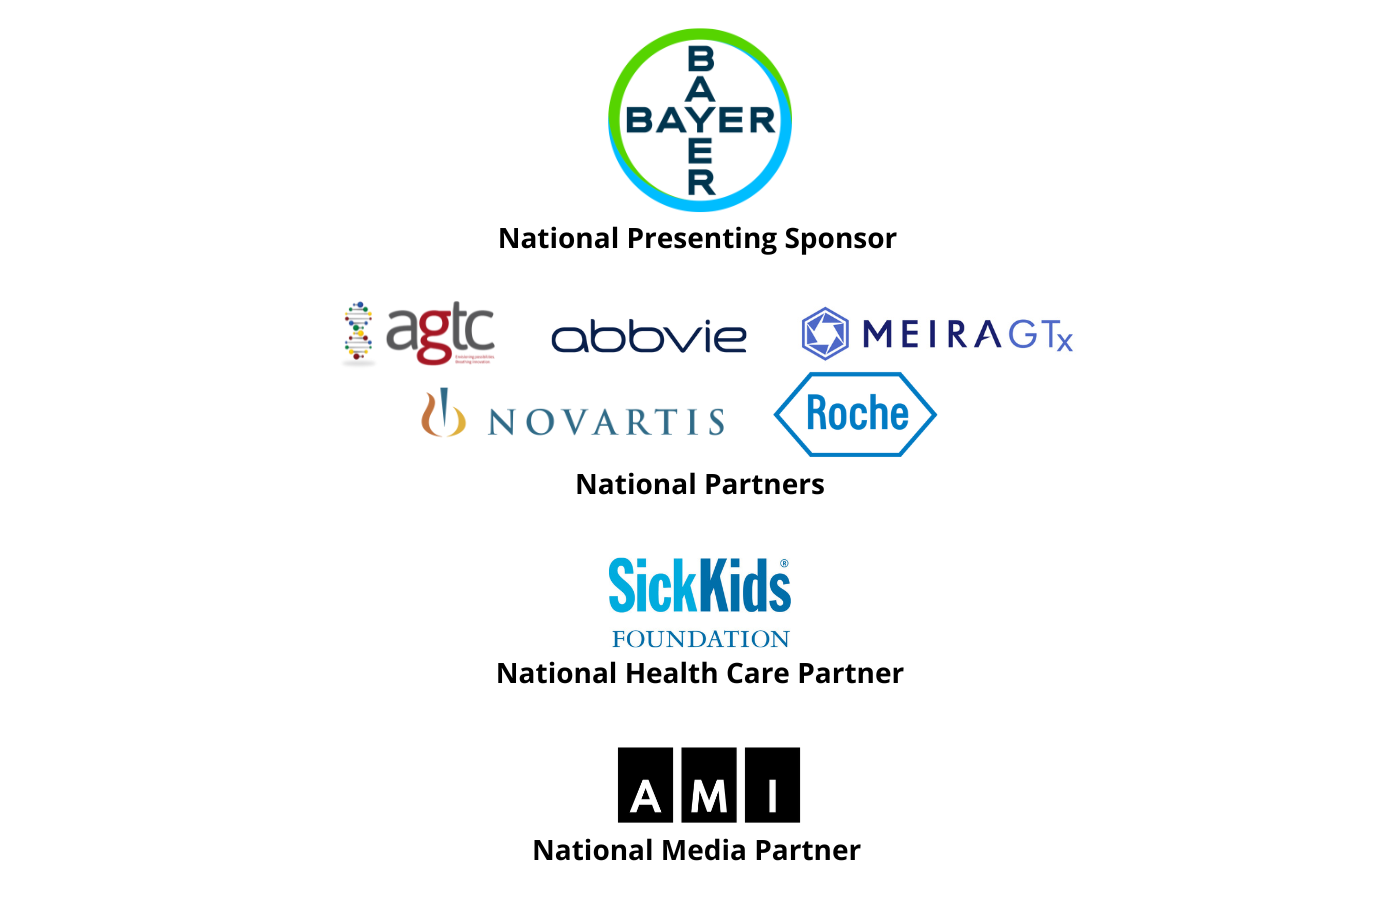 BAYER
BAYER
National Presenting Sponsor
agtc
abbvie
MEIRAGTx
NOVARTIS
Roche
National Partners
SickKids®
FOUNDATION
National Health Care Partner
AMI
National Media Partner